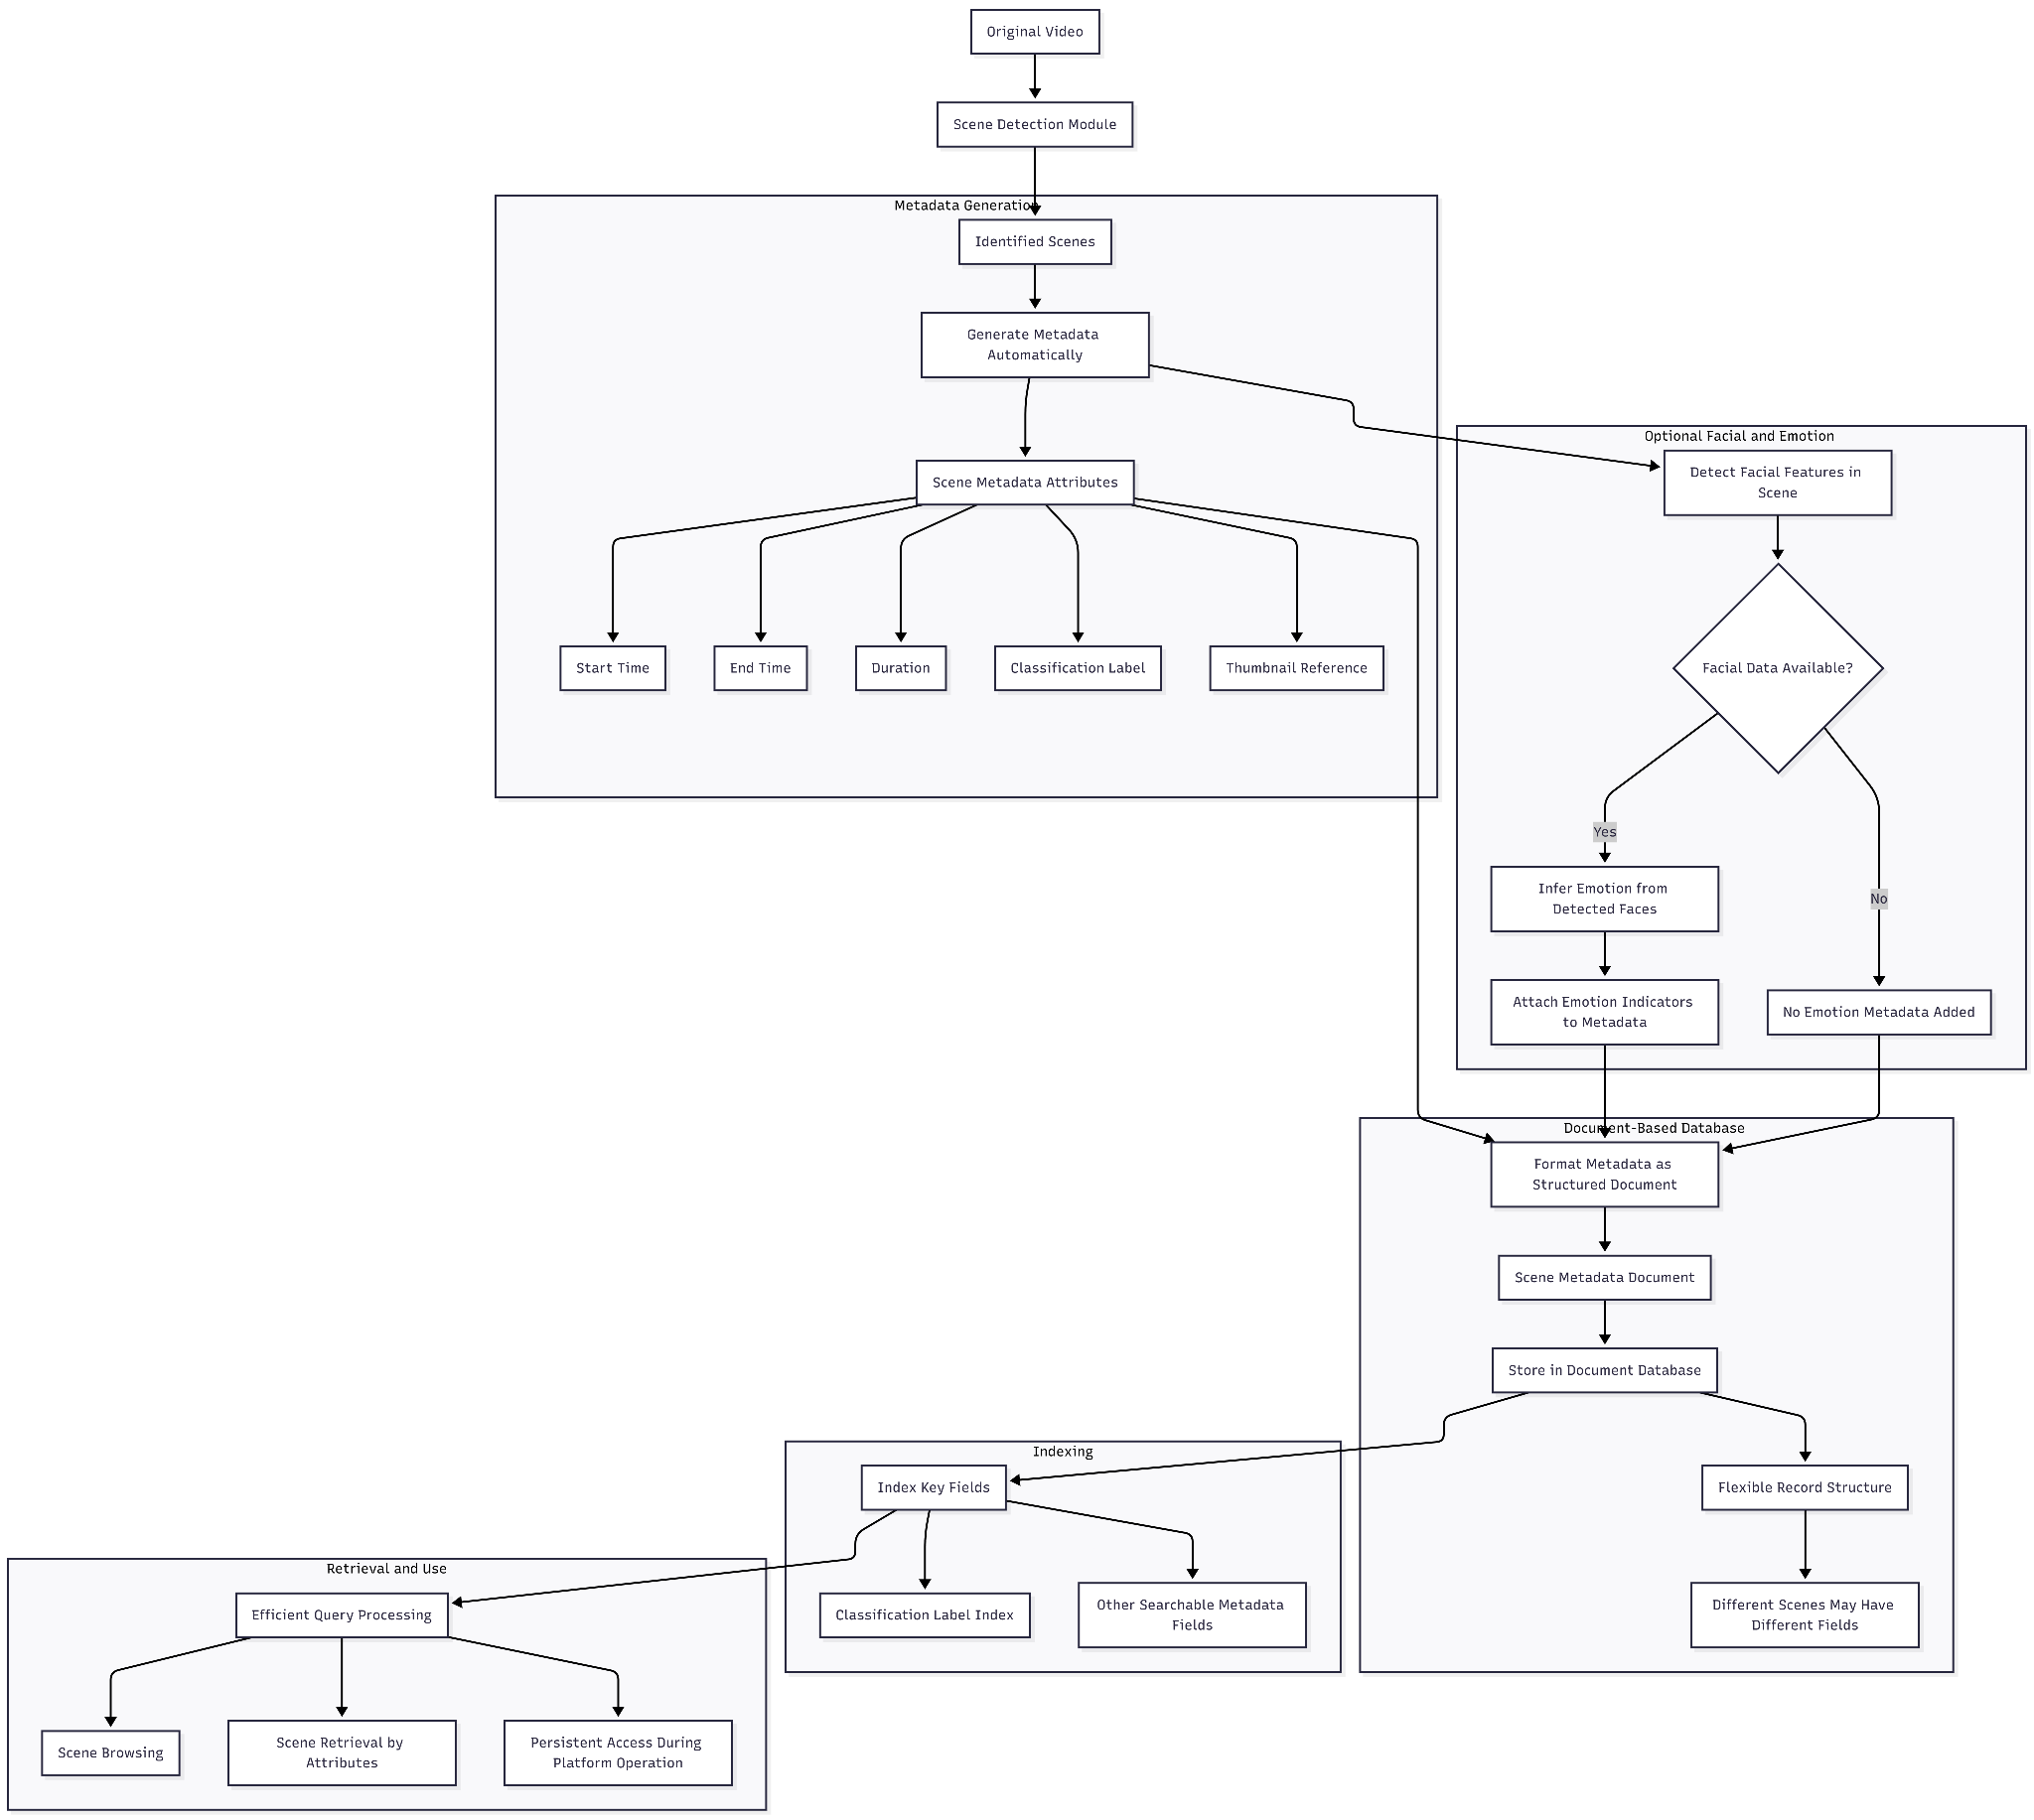 Original Video
Scene Detection Module
Metadata Generation
Identified Scenes
Generate Metadata
Automatically
Scene Metadata Attributes
Start Time
End Time
Duration
Classification Label
Thumbnail Reference
Optional Facial and Emotion
Detect Facial Features in
Scene
Facial Data Available?
Yes
No
Infer Emotion from
Detected Faces
Attach Emotion Indicators
to Metadata
No Emotion Metadata Added
Document-Based Database
Format Metadata as
Structured Document
Scene Metadata Document
Store in Document Database
Flexible Record Structure
Different Scenes May Have
Different Fields
Indexing
Index Key Fields
Classification Label Index
Other Searchable Metadata
Fields
Retrieval and Use
Efficient Query Processing
Scene Browsing
Scene Retrieval by
Attributes
Persistent Access During
Platform Operation